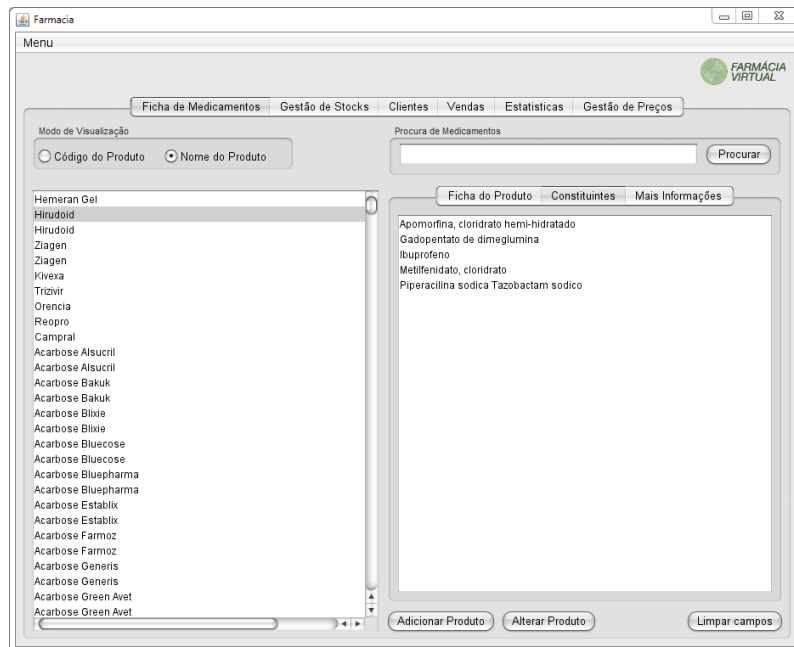 Farmacia
Menu
FARMÁCIA
VIRTUAL
Ficha de Medicamentos Gestão de Stocks Clientes Vendas Estatisticas Gestão de Preços
Modo de Visualização
Código do Produto Nome do Produto
Procura de Medicamentos
Procurar
Hemeran Gel
Hirudoid
Hirudoid
Ziagen
Ziagen
Kivexa
Trizivir
Orencia
Reopro
Campral
Acarbose Alsucril
Acarbose Alsucril
Acarbose Bakuk
Acarbose Bakuk
Acarbose Blixie
Acarbose Blixie
Acarbose Bluecose
Acarbose Bluecose
Acarbose Bluepharma
Acarbose Bluepharma
Acarbose Establix
Acarbose Establix
Acarbose Farmoz
Acarbose Farmoz
Acarbose Generis
Acarbose Generis
Acarbose Green Avet
Acarbose Green Avet
Ficha do Produto Constituintes Mais Informações
Apomorfina, cloridrato hemi-hidratado
Gadopentato de dimeglumina
Ibuprofeno
Metilfenidato, cloridrato
Piperacilina sodica Tazobactam sodico
Adicionar Produto Alterar Produto Limpar campos